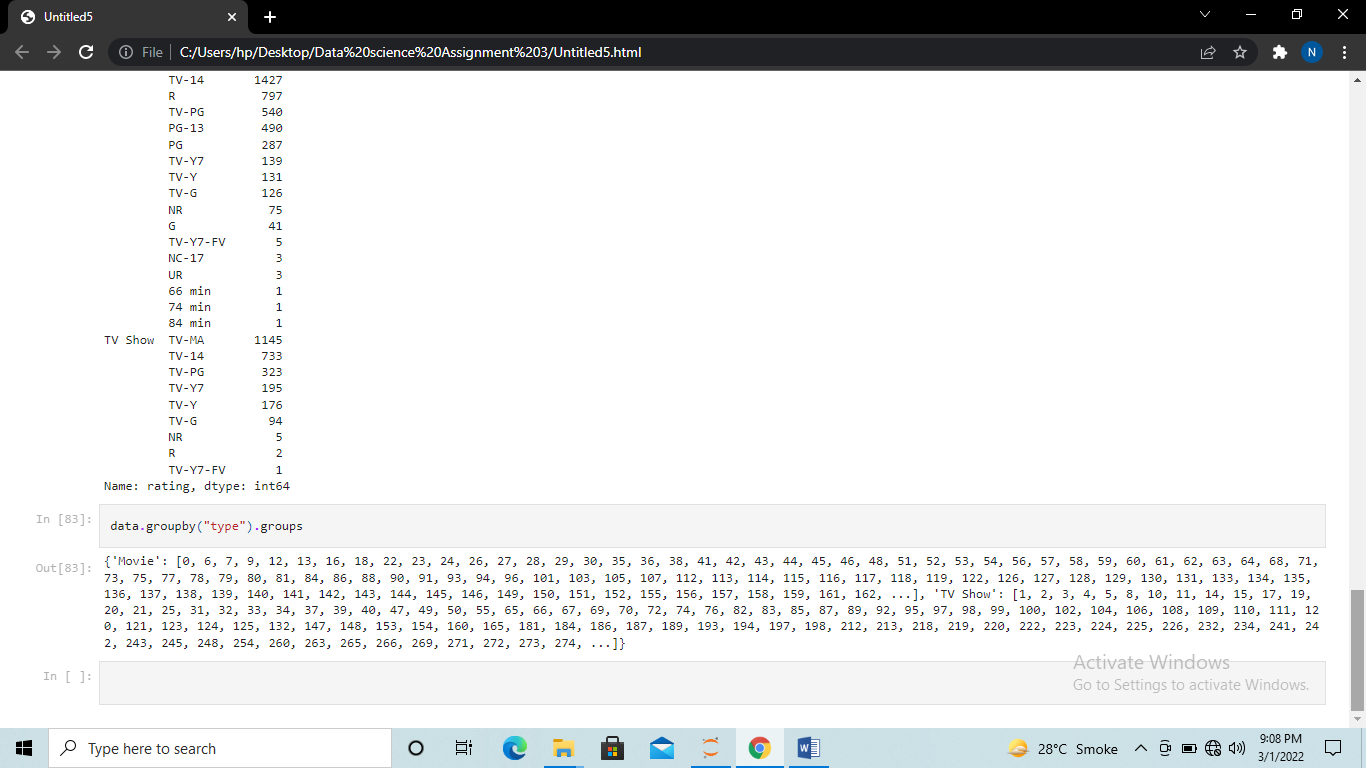 Untitled5
File C:/Users/hp/Desktop/Data%20science%20Assignment%203/Untitled5.html
N
TV-14 1427
R 797
TV-PG 540
PG-13 490
PG 287
TV-Y7 139
TV-Y 131
TV-G 126
NR 75
G 41
TV-Y7-FV 5
NC-17 3
UR 3
66 min 1
74 min 1
84 min 1
TV Show TV-MA 1145
TV-14 733
TV-PG 323
TV-Y7 195
TV-Y 176
TV-G 94
NR 5
R 2
TV-Y7-FV 1
Name: rating, dtype: int64
In [83]: data.groupby("type").groups
Out[83]: {'Movie': [0, 6, 7, 9, 12, 13, 16, 18, 22, 23, 24, 26, 27, 28, 29, 30, 35, 36, 38, 41, 42, 43, 44, 45, 46, 48, 51, 52, 53, 54, 56, 57, 58, 59, 60, 61, 62, 63, 64, 68, 71,
73, 75, 77, 78, 79, 80, 81, 84, 86, 88, 90, 91, 93, 94, 96, 101, 103, 105, 107, 112, 113, 114, 115, 116, 117, 118, 119, 122, 126, 127, 128, 129, 130, 131, 133, 134, 135,
136, 137, 138, 139, 140, 141, 142, 143, 144, 145, 146, 149, 150, 151, 152, 155, 156, 157, 158, 159, 161, 162, ...], 'TV Show': [1, 2, 3, 4, 5, 8, 10, 11, 14, 15, 17, 19,
20, 21, 25, 31, 32, 33, 34, 37, 39, 40, 47, 49, 50, 55, 65, 66, 67, 69, 70, 72, 74, 76, 82, 83, 85, 87, 89, 92, 95, 97, 98, 99, 100, 102, 104, 106, 108, 109, 110, 111, 12
0, 121, 123, 124, 125, 132, 147, 148, 153, 154, 160, 165, 181, 184, 186, 187, 189, 193, 194, 197, 198, 212, 213, 218, 219, 220, 222, 223, 224, 225, 226, 232, 234, 241, 24
2, 243, 245, 248, 254, 260, 263, 265, 266, 269, 271, 272, 273, 274, ...]}
In [ ]:
Activate Windows
Go to Settings to activate Windows.
Type here to search
28°C Smoke
9:08 PM
3/1/2022